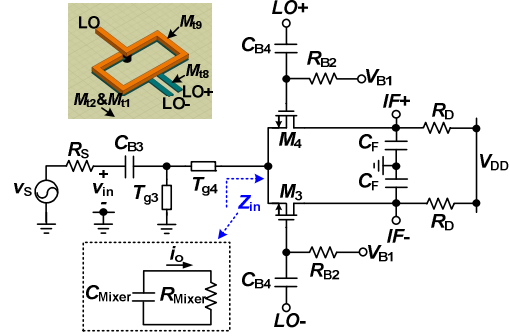 LO+
LO
Mt9
Mt8
LO+
LO-
Mt2&Mt1
CB4
RB2
VB1
IF+
RD
M4
CF
CF
VDD
RS
CB3
vS
+
vin
-
Tg3
Tg4
Zin
M3
RD
IF-
VB1
RB2
CB4
LO-
io
CMixer
RMixer